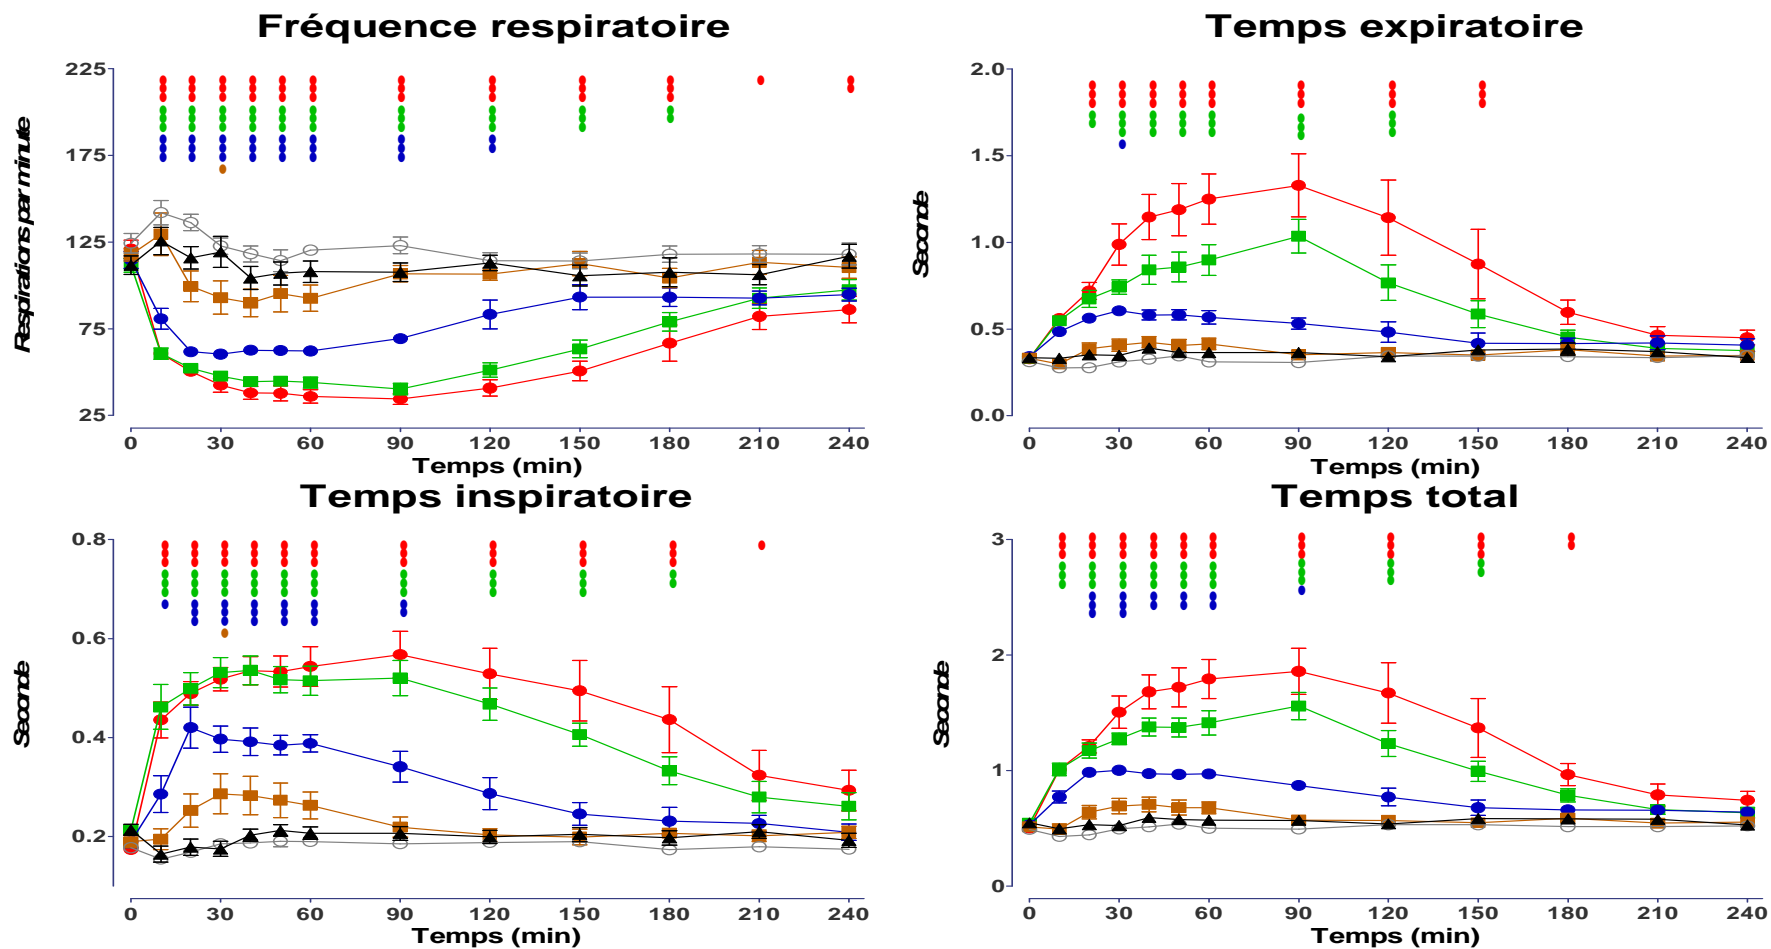 Fréquence respiratoire
225
175
125
75
25
Respirations par minute
0 30 60 90 120 150 180 210 240
Temps (min)
Temps expiratoire
2.0
1.5
1.0
0.5
0.0
Seconde
0 30 60 90 120 150 180 210 240
Temps (min)
Temps inspiratoire
0.8
0.6
0.4
0.2
Seconde
0 30 60 90 120 150 180 210 240
Temps (min)
Temps total
3
2
1
0
Seconde
0 30 60 90 120 150 180 210 240
Temps (min)